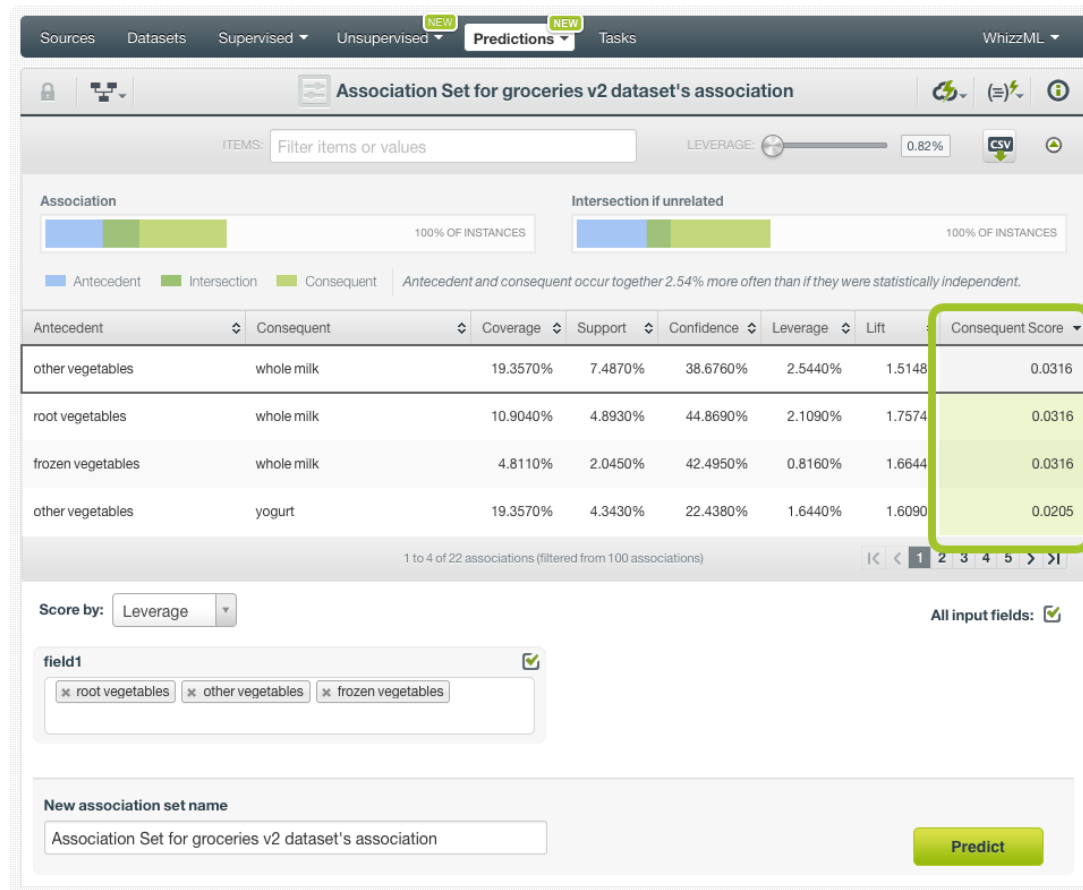 NEW NEW
Sources Datasets Supervised Unsupervised Predictions Tasks WhizzML
Association Set for groceries v2 dataset's association
ITEMS: Filter items or values LEVERAGE: 0.82% CSV
Association Intersection if unrelated
100% OF INSTANCES 100% OF INSTANCES
Antecedent Intersection Consequent Antecedent and consequent occur together 2.54% more often than if they were statistically independent.
Antecedent Consequent Coverage Support Confidence Leverage Lift Consequent Score
other vegetables whole milk 19.3570% 7.4870% 38.6760% 2.5440% 1.5148 0.0316
root vegetables whole milk 10.9040% 4.8930% 44.8690% 2.1090% 1.7574 0.0316
frozen vegetables whole milk 4.8110% 2.0450% 42.4950% 0.8160% 1.6644 0.0316
other vegetables yogurt 19.3570% 4.3430% 22.4380% 1.6440% 1.6090 0.0205
1 to 4 of 22 associations (filtered from 100 associations) 1 2 3 4 5
Score by: Leverage All input fields:
field1
root vegetables other vegetables frozen vegetables
New association set name
Association Set for groceries v2 dataset's association
Predict